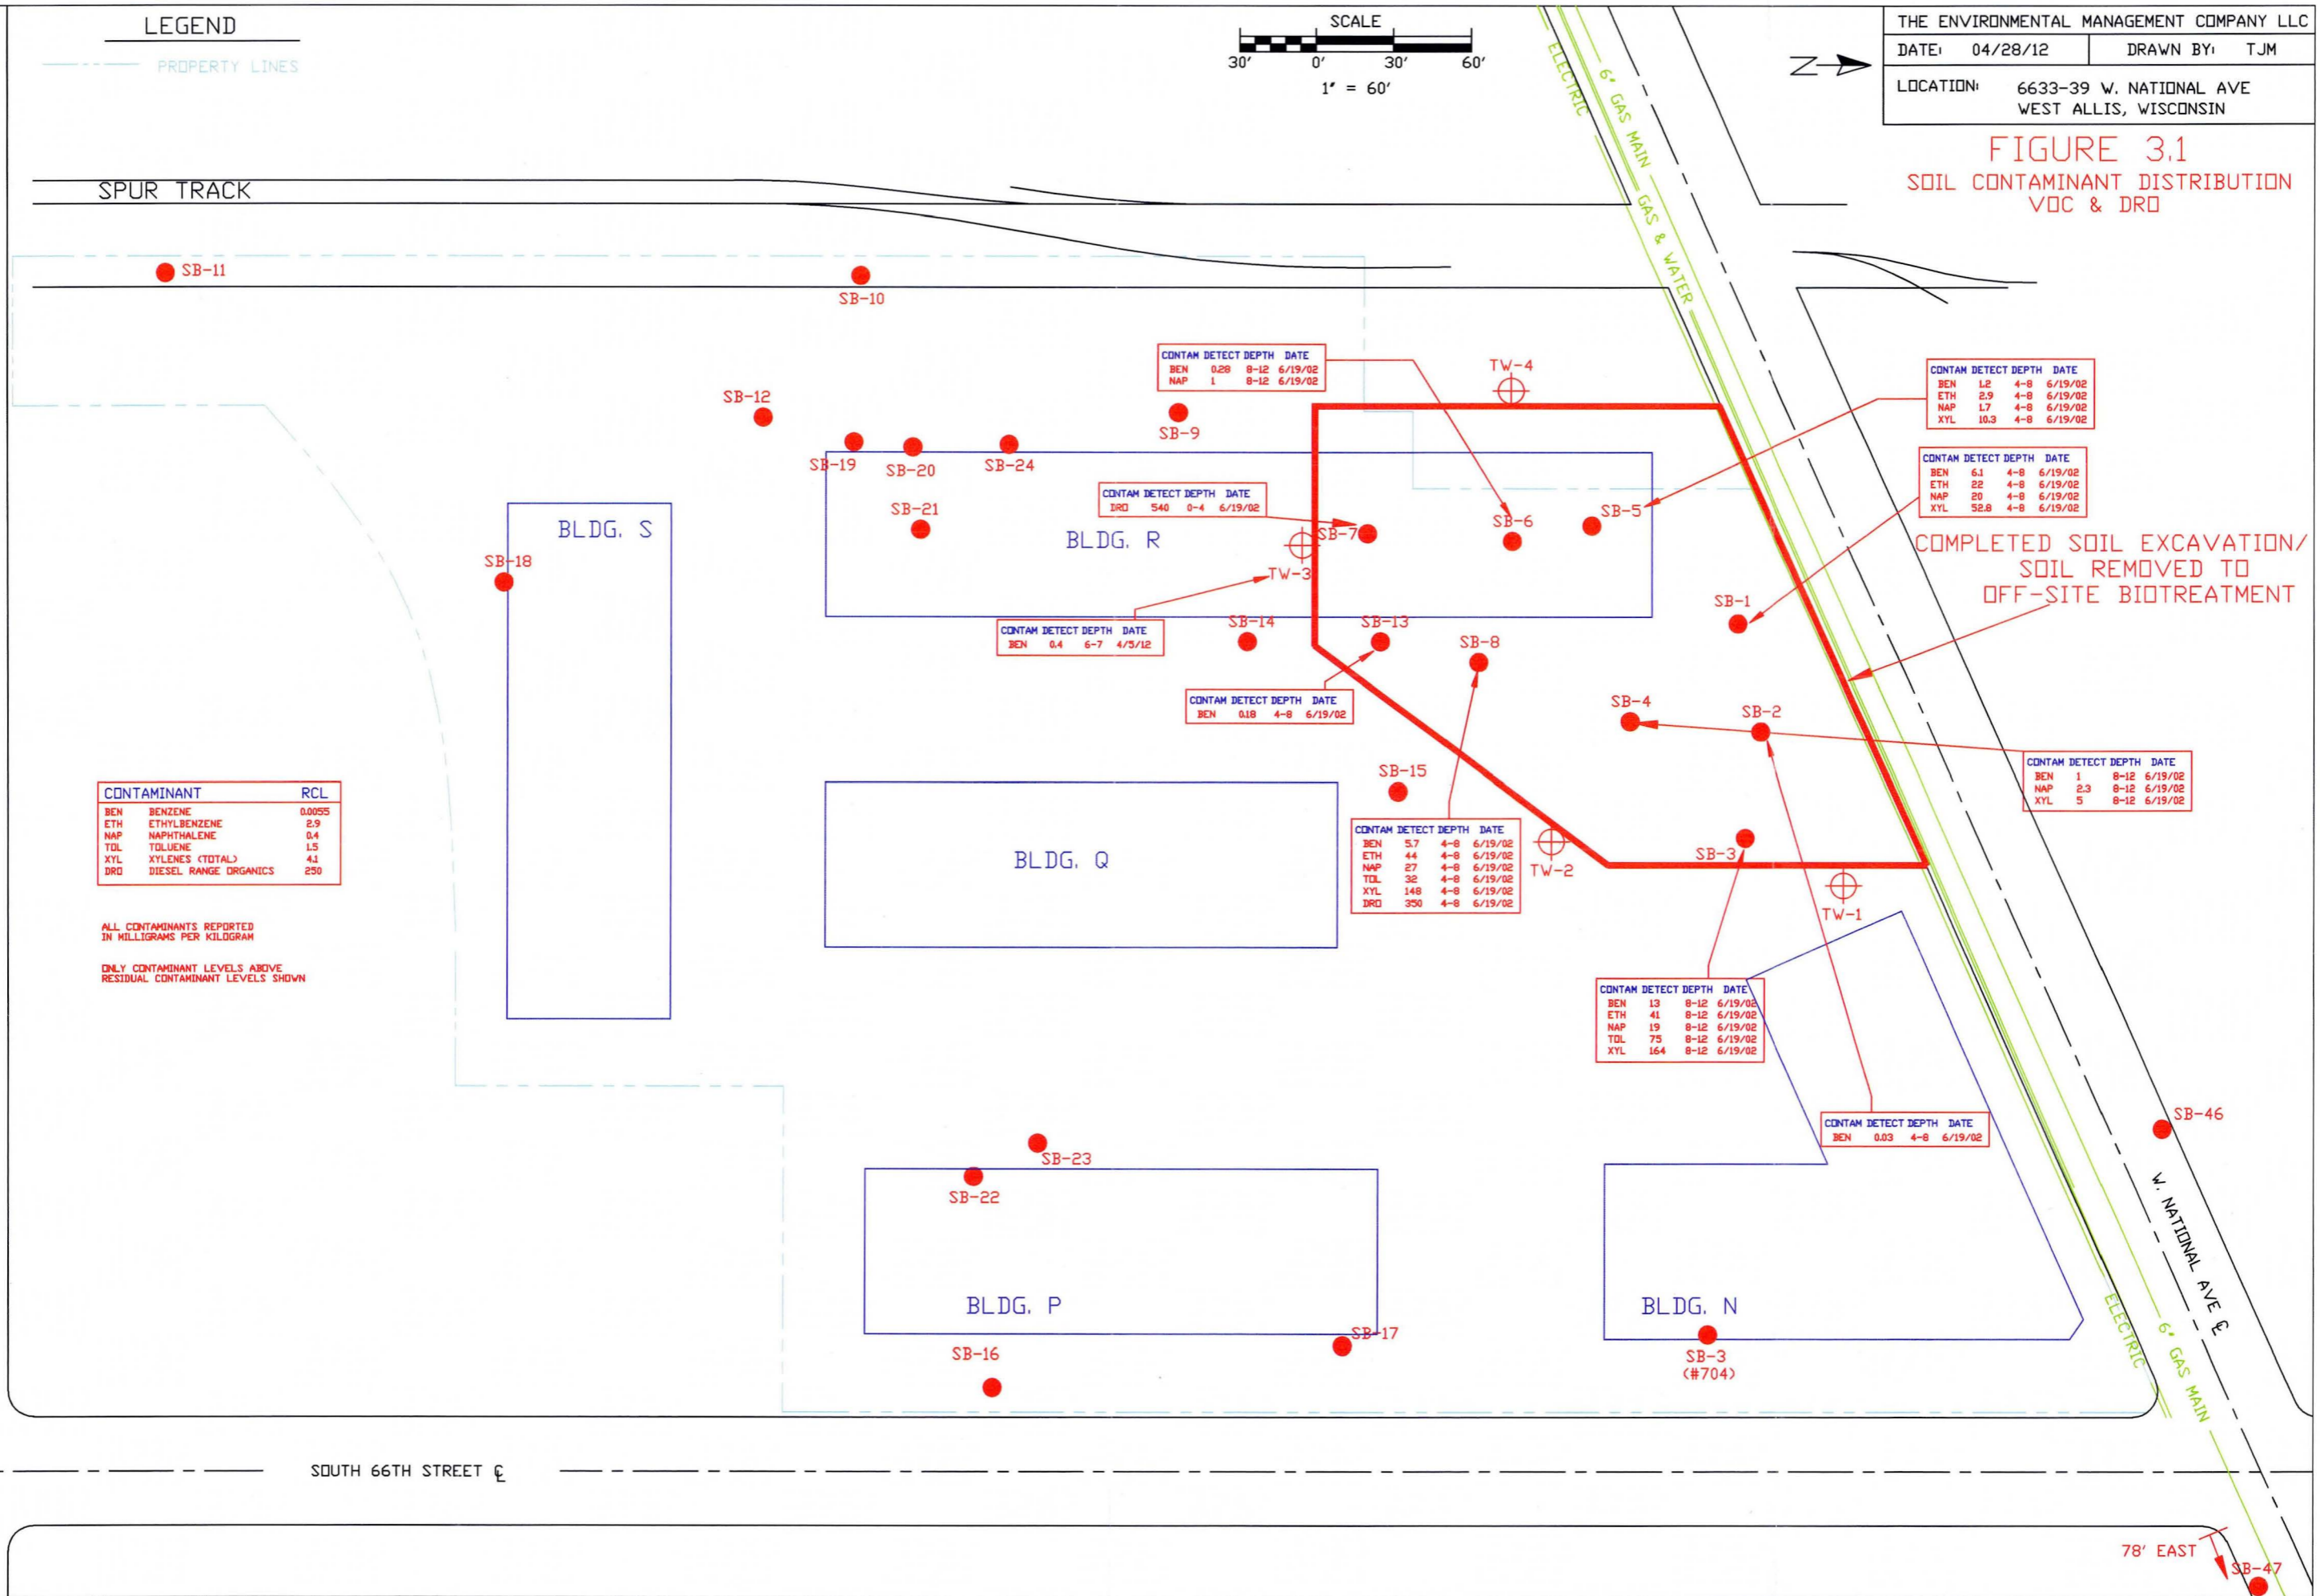 LEGEND
PROPERTY LINES
SCALE
30' 0' 30' 60'
1" = 60'
N
THE ENVIRONMENTAL MANAGEMENT COMPANY LLC
DATE: 04/28/12 DRAWN BY: TJM
LOCATION: 6633-39 W. NATIONAL AVE
WEST ALLIS, WISCONSIN
FIGURE 3.1
SOIL CONTAMINANT DISTRIBUTION
VOC & DRO
ELECTRIC
6" GAS MAIN
GAS & WATER
SPUR TRACK
SB-11
SB-10
CONTAM DETECT DEPTH DATE
BEN 0.28 8-12 6/19/02
NAP 1 8-12 6/19/02
TW-4
CONTAM DETECT DEPTH DATE
BEN 1.2 4-8 6/19/02
ETH 2.9 4-8 6/19/02
NAP 1.7 4-8 6/19/02
XYL 10.3 4-8 6/19/02
SB-12
SB-9
SB-19
SB-20
SB-24
CONTAM DETECT DEPTH DATE
BEN 6.1 4-8 6/19/02
ETH 22 4-8 6/19/02
NAP 20 4-8 6/19/02
XYL 52.8 4-8 6/19/02
CONTAM DETECT DEPTH DATE
DRO 540 0-4 6/19/02
SB-21
BLDG. S
BLDG. R
SB-7
SB-6
SB-5
COMPLETED SOIL EXCAVATION/
SOIL REMOVED TO
OFF-SITE BIOTREATMENT
SB-18
TW-3
SB-1
CONTAM DETECT DEPTH DATE
BEN 0.4 6-7 4/5/12
SB-14
SB-13
SB-8
CONTAM DETECT DEPTH DATE
BEN 0.18 4-8 6/19/02
SB-4
SB-2
CONTAM DETECT DEPTH DATE
BEN 1 8-12 6/19/02
NAP 2.3 8-12 6/19/02
XYL 5 8-12 6/19/02
SB-15
CONTAMINANT RCL
BEN BENZENE 0.0055
ETH ETHYLBENZENE 2.9
NAP NAPHTHALENE 0.4
TOL TOLUENE 1.5
XYL XYLENES (TOTAL) 4.1
DRO DIESEL RANGE ORGANICS 250
BLDG. Q
CONTAM DETECT DEPTH DATE
BEN 5.7 4-8 6/19/02
ETH 44 4-8 6/19/02
NAP 27 4-8 6/19/02
TOL 32 4-8 6/19/02
XYL 148 4-8 6/19/02
DRO 350 4-8 6/19/02
TW-2
SB-3
TW-1
ALL CONTAMINANTS REPORTED
IN MILLIGRAMS PER KILOGRAM
ONLY CONTAMINANT LEVELS ABOVE
RESIDUAL CONTAMINANT LEVELS SHOWN
CONTAM DETECT DEPTH DATE
BEN 13 8-12 6/19/02
ETH 41 8-12 6/19/02
NAP 19 8-12 6/19/02
TOL 75 8-12 6/19/02
XYL 164 8-12 6/19/02
CONTAM DETECT DEPTH DATE
BEN 0.03 4-8 6/19/02
SB-46
SB-23
SB-22
W. NATIONAL AVE ℄
BLDG. P
BLDG. N
SB-16
SB-17
SB-3
(#704)
ELECTRIC
6" GAS MAIN
SOUTH 66TH STREET ℄
78' EAST
SB-47